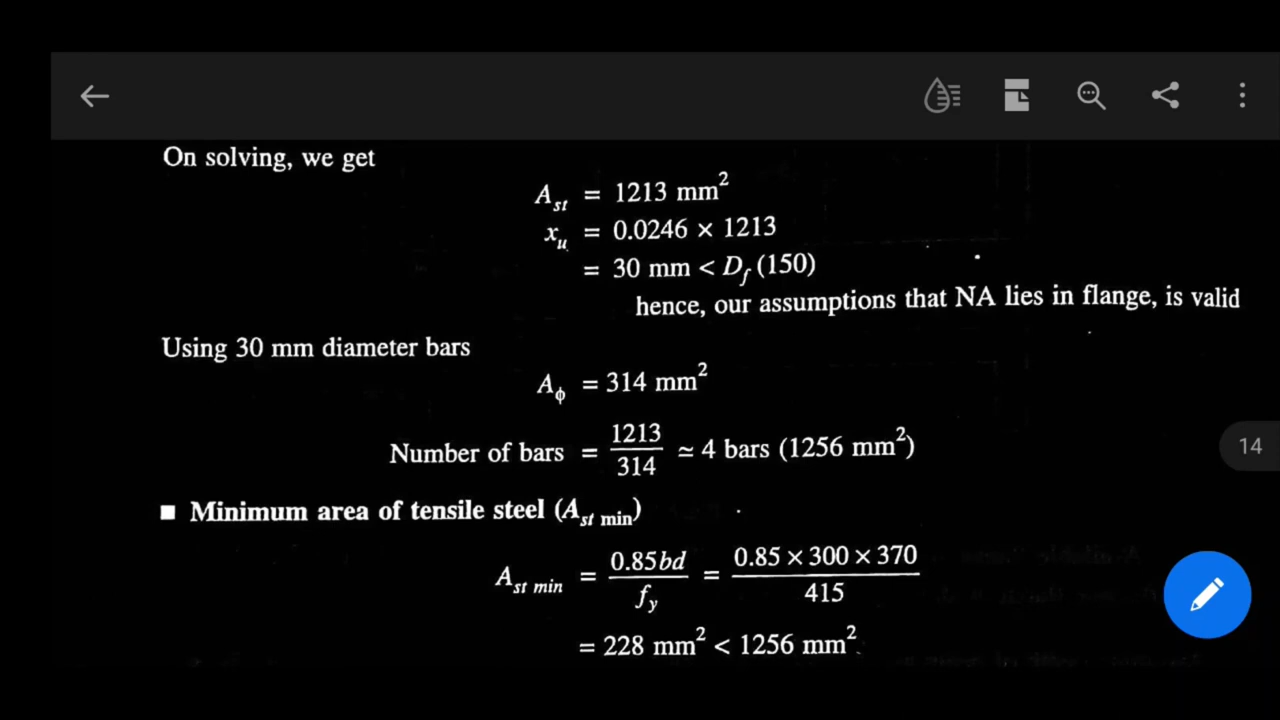 On solving, we get
A_st = 1213 mm²
x_u = 0.0246 × 1213
= 30 mm < D_f (150)
hence, our assumptions that NA lies in flange, is valid
Using 30 mm diameter bars
A_ϕ = 314 mm²
Number of bars = 1213/314 ≃ 4 bars (1256 mm²)
■ Minimum area of tensile steel (A_st min)
A_st min = 0.85bd/f_y = 0.85 × 300 × 370/415
= 228 mm² < 1256 mm²
14